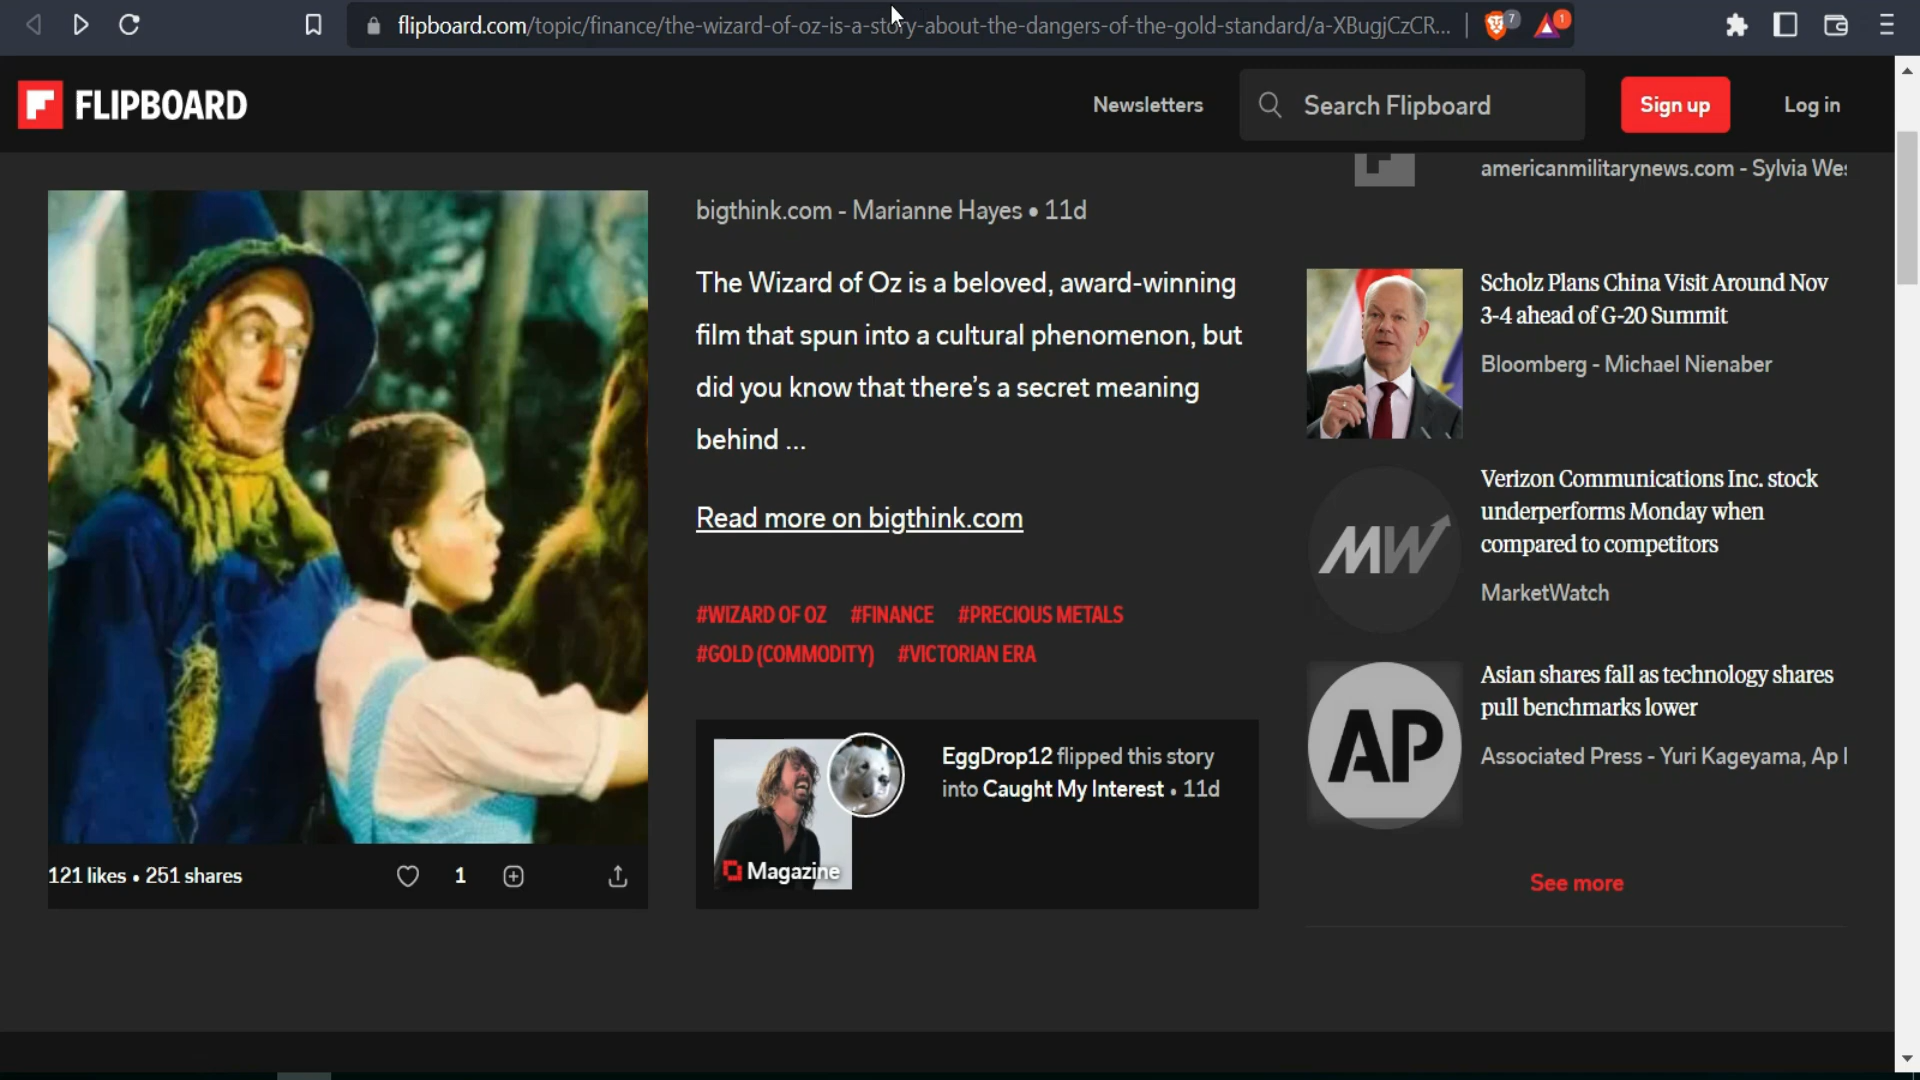 flipboard.com/topic/finance/the-wizard-of-oz-is-a-story-about-the-dangers-of-the-gold-standard/a-XBugjCzCR...
7
1
FLIPBOARD
Newsletters
Search Flipboard
Sign up
Log in
americanmilitarynews.com - Sylvia Wes
bigthink.com - Marianne Hayes • 11d
The Wizard of Oz is a beloved, award-winning
film that spun into a cultural phenomenon, but
did you know that there's a secret meaning
behind ...
Read more on bigthink.com
#WIZARD OF OZ #FINANCE #PRECIOUS METALS
#GOLD (COMMODITY) #VICTORIAN ERA
EggDrop12 flipped this story
into Caught My Interest • 11d
Magazine
121 likes • 251 shares
1
Scholz Plans China Visit Around Nov
3-4 ahead of G-20 Summit
Bloomberg - Michael Nienaber
MW
Verizon Communications Inc. stock
underperforms Monday when
compared to competitors
MarketWatch
AP
Asian shares fall as technology shares
pull benchmarks lower
Associated Press - Yuri Kageyama, Ap
See more